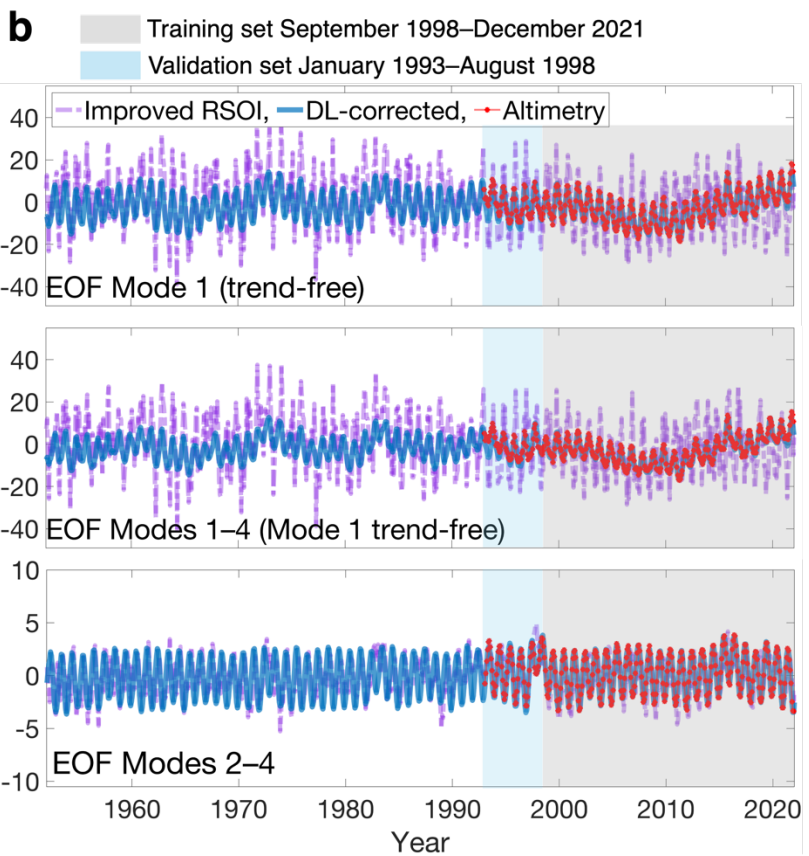 b
Training set September 1998–December 2021
Validation set January 1993–August 1998
Improved RSOI, DL-corrected, Altimetry
40
20
0
-20
-40
EOF Mode 1 (trend-free)
40
20
0
-20
-40
EOF Modes 1–4 (Mode 1 trend-free)
10
5
0
-5
-10
EOF Modes 2–4
1960 1970 1980 1990 2000 2010 2020
Year